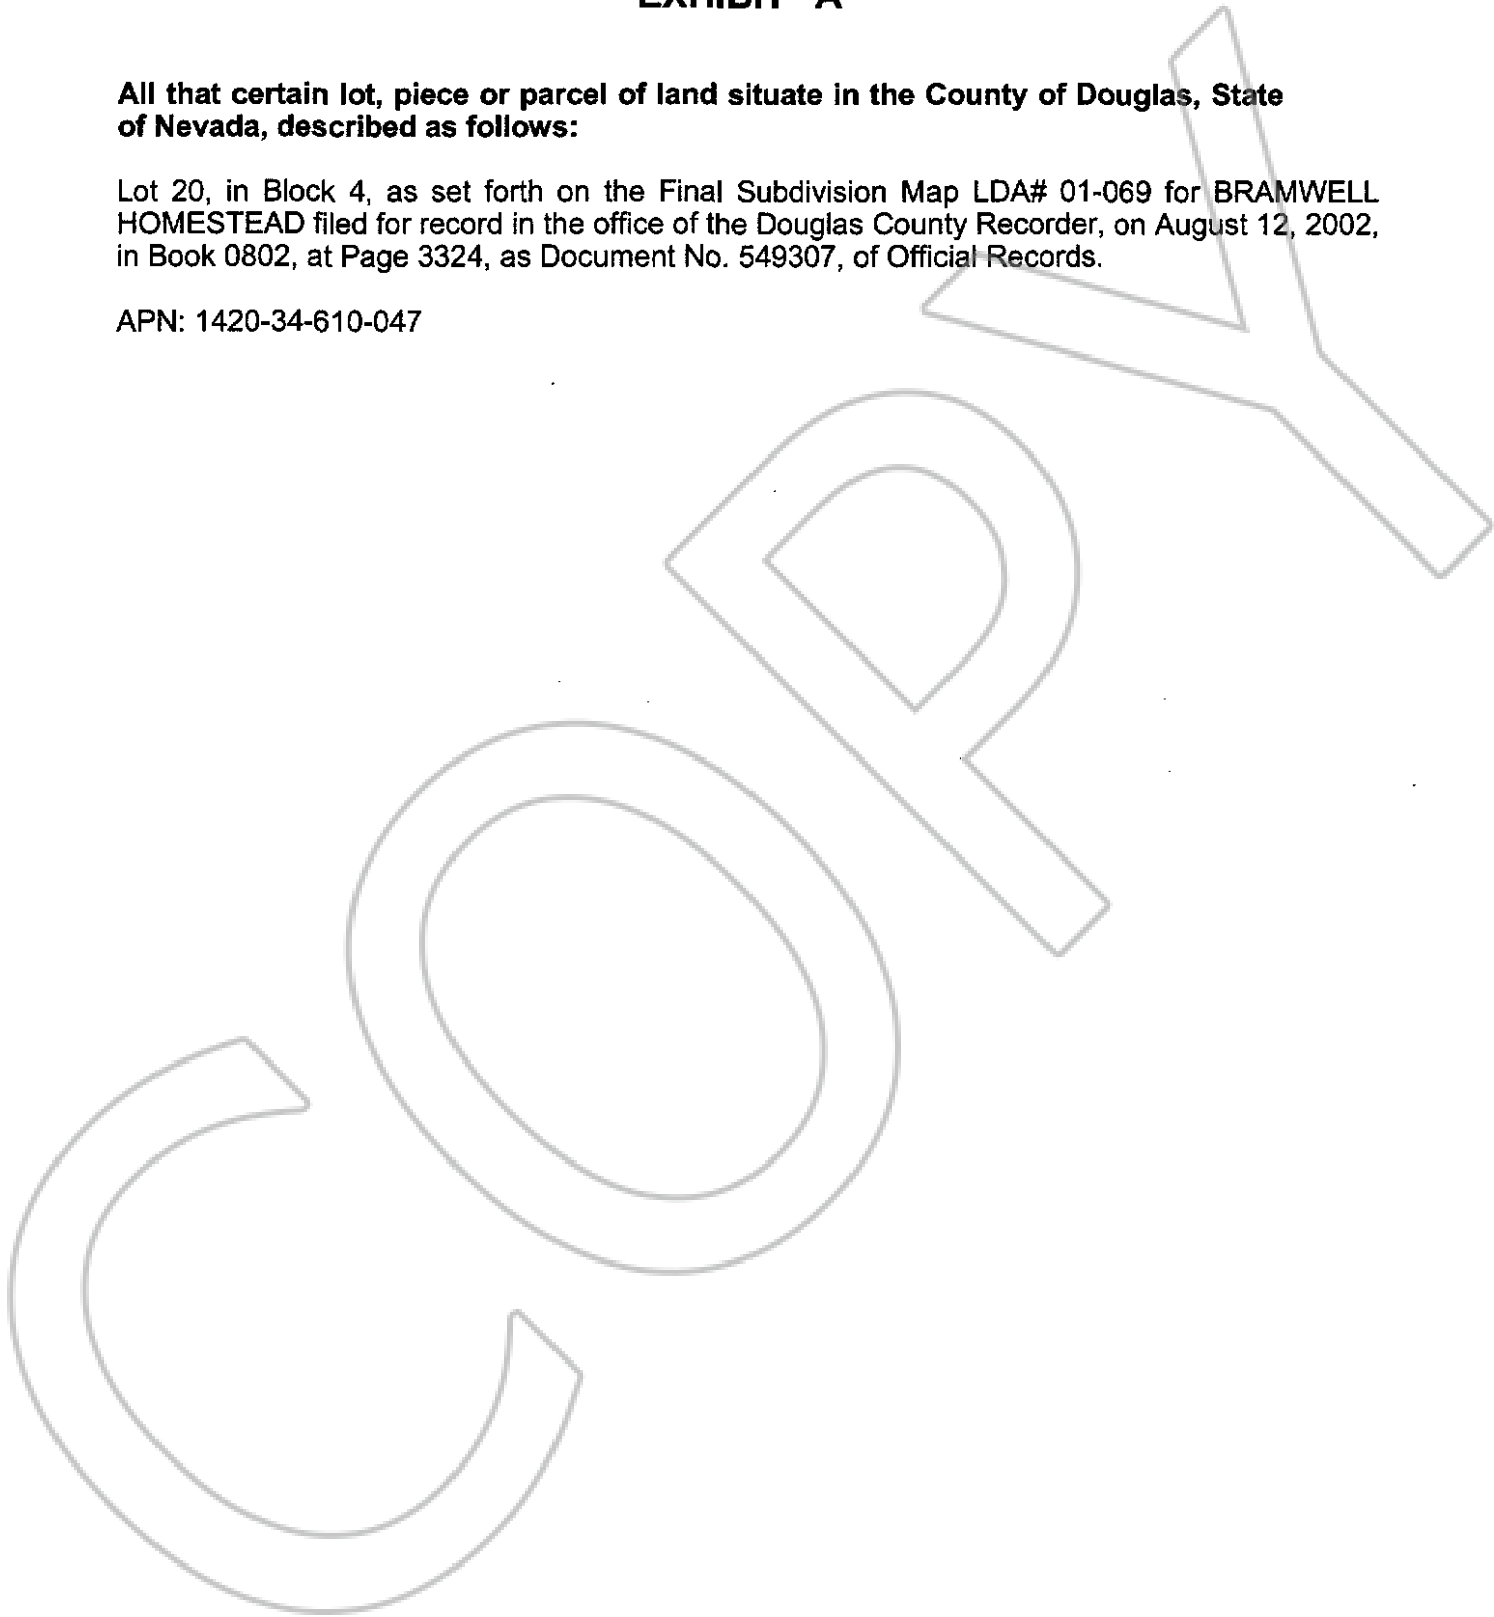 EXHIBIT "A"
All that certain lot, piece or parcel of land situate in the County of Douglas, State
of Nevada, described as follows:
Lot 20, in Block 4, as set forth on the Final Subdivision Map LDA# 01-069 for BRAMWELL
HOMESTEAD filed for record in the office of the Douglas County Recorder, on August 12, 2002,
in Book 0802, at Page 3324, as Document No. 549307, of Official Records.
APN: 1420-34-610-047
COPY